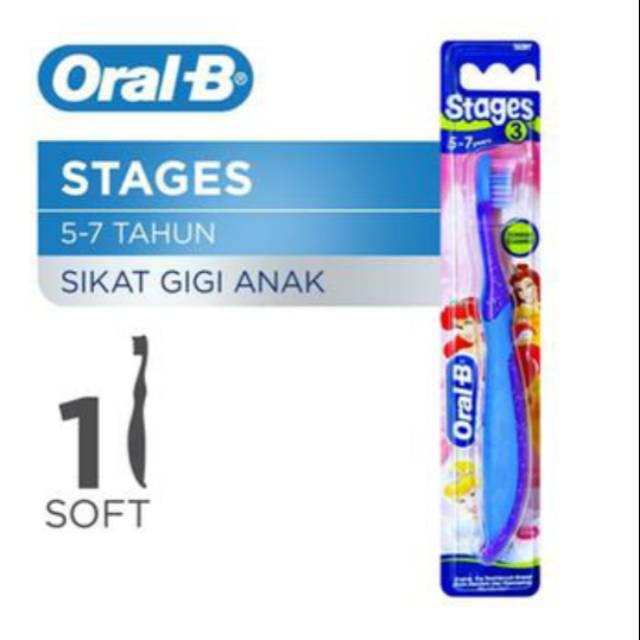 Oral-B®
STAGES
5-7 TAHUN
SIKAT GIGI ANAK
1
SOFT
Stages
3
5-7 years
Oral-B